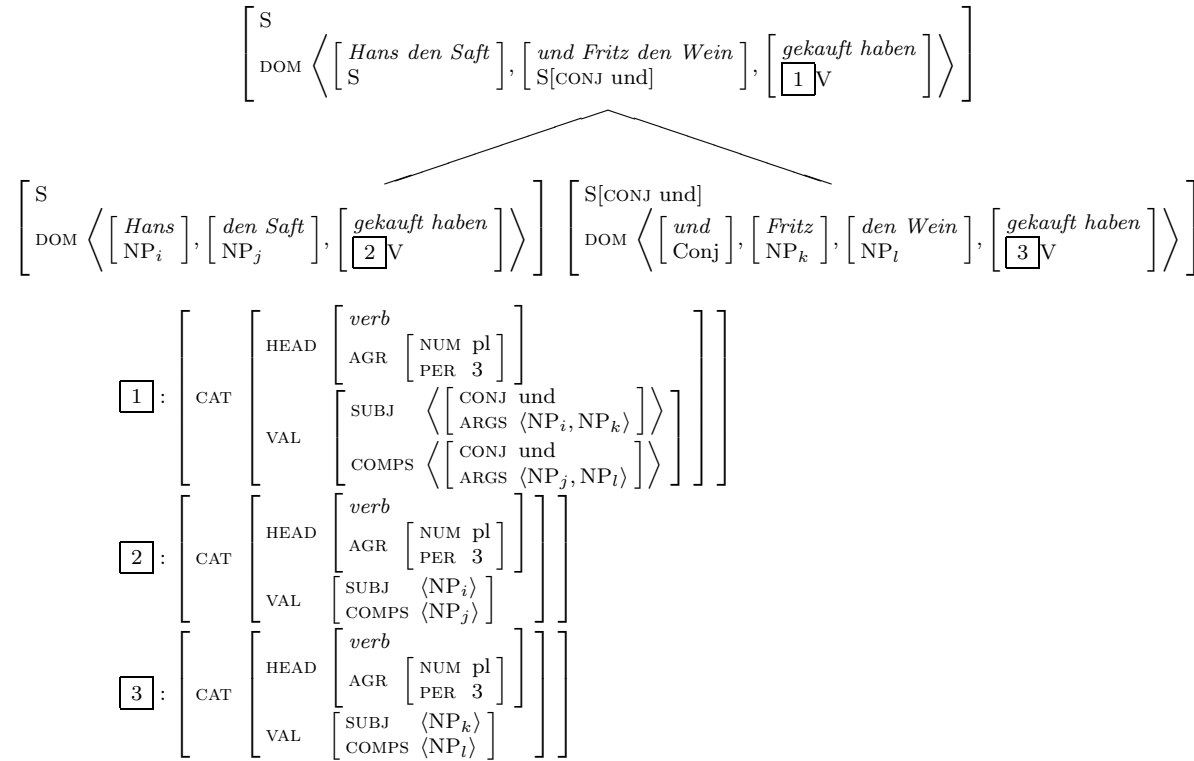 S
DOM ⟨[Hans den Saft S], [und Fritz den Wein S[CONJ und]], [gekauft haben 1 V]⟩
S
DOM ⟨[Hans NP_i], [den Saft NP_j], [gekauft haben 2 V]⟩
S[CONJ und]
DOM ⟨[und Conj], [Fritz NP_k], [den Wein NP_l], [gekauft haben 3 V]⟩
1 :
CAT
HEAD
verb
AGR
NUM pl
PER 3
VAL
SUBJ ⟨[CONJ und
ARGS ⟨NP_i, NP_k⟩]⟩
COMPS ⟨[CONJ und
ARGS ⟨NP_j, NP_l⟩]⟩
2 :
CAT
HEAD
verb
AGR
NUM pl
PER 3
VAL
SUBJ ⟨NP_i⟩
COMPS ⟨NP_j⟩
3 :
CAT
HEAD
verb
AGR
NUM pl
PER 3
VAL
SUBJ ⟨NP_k⟩
COMPS ⟨NP_l⟩